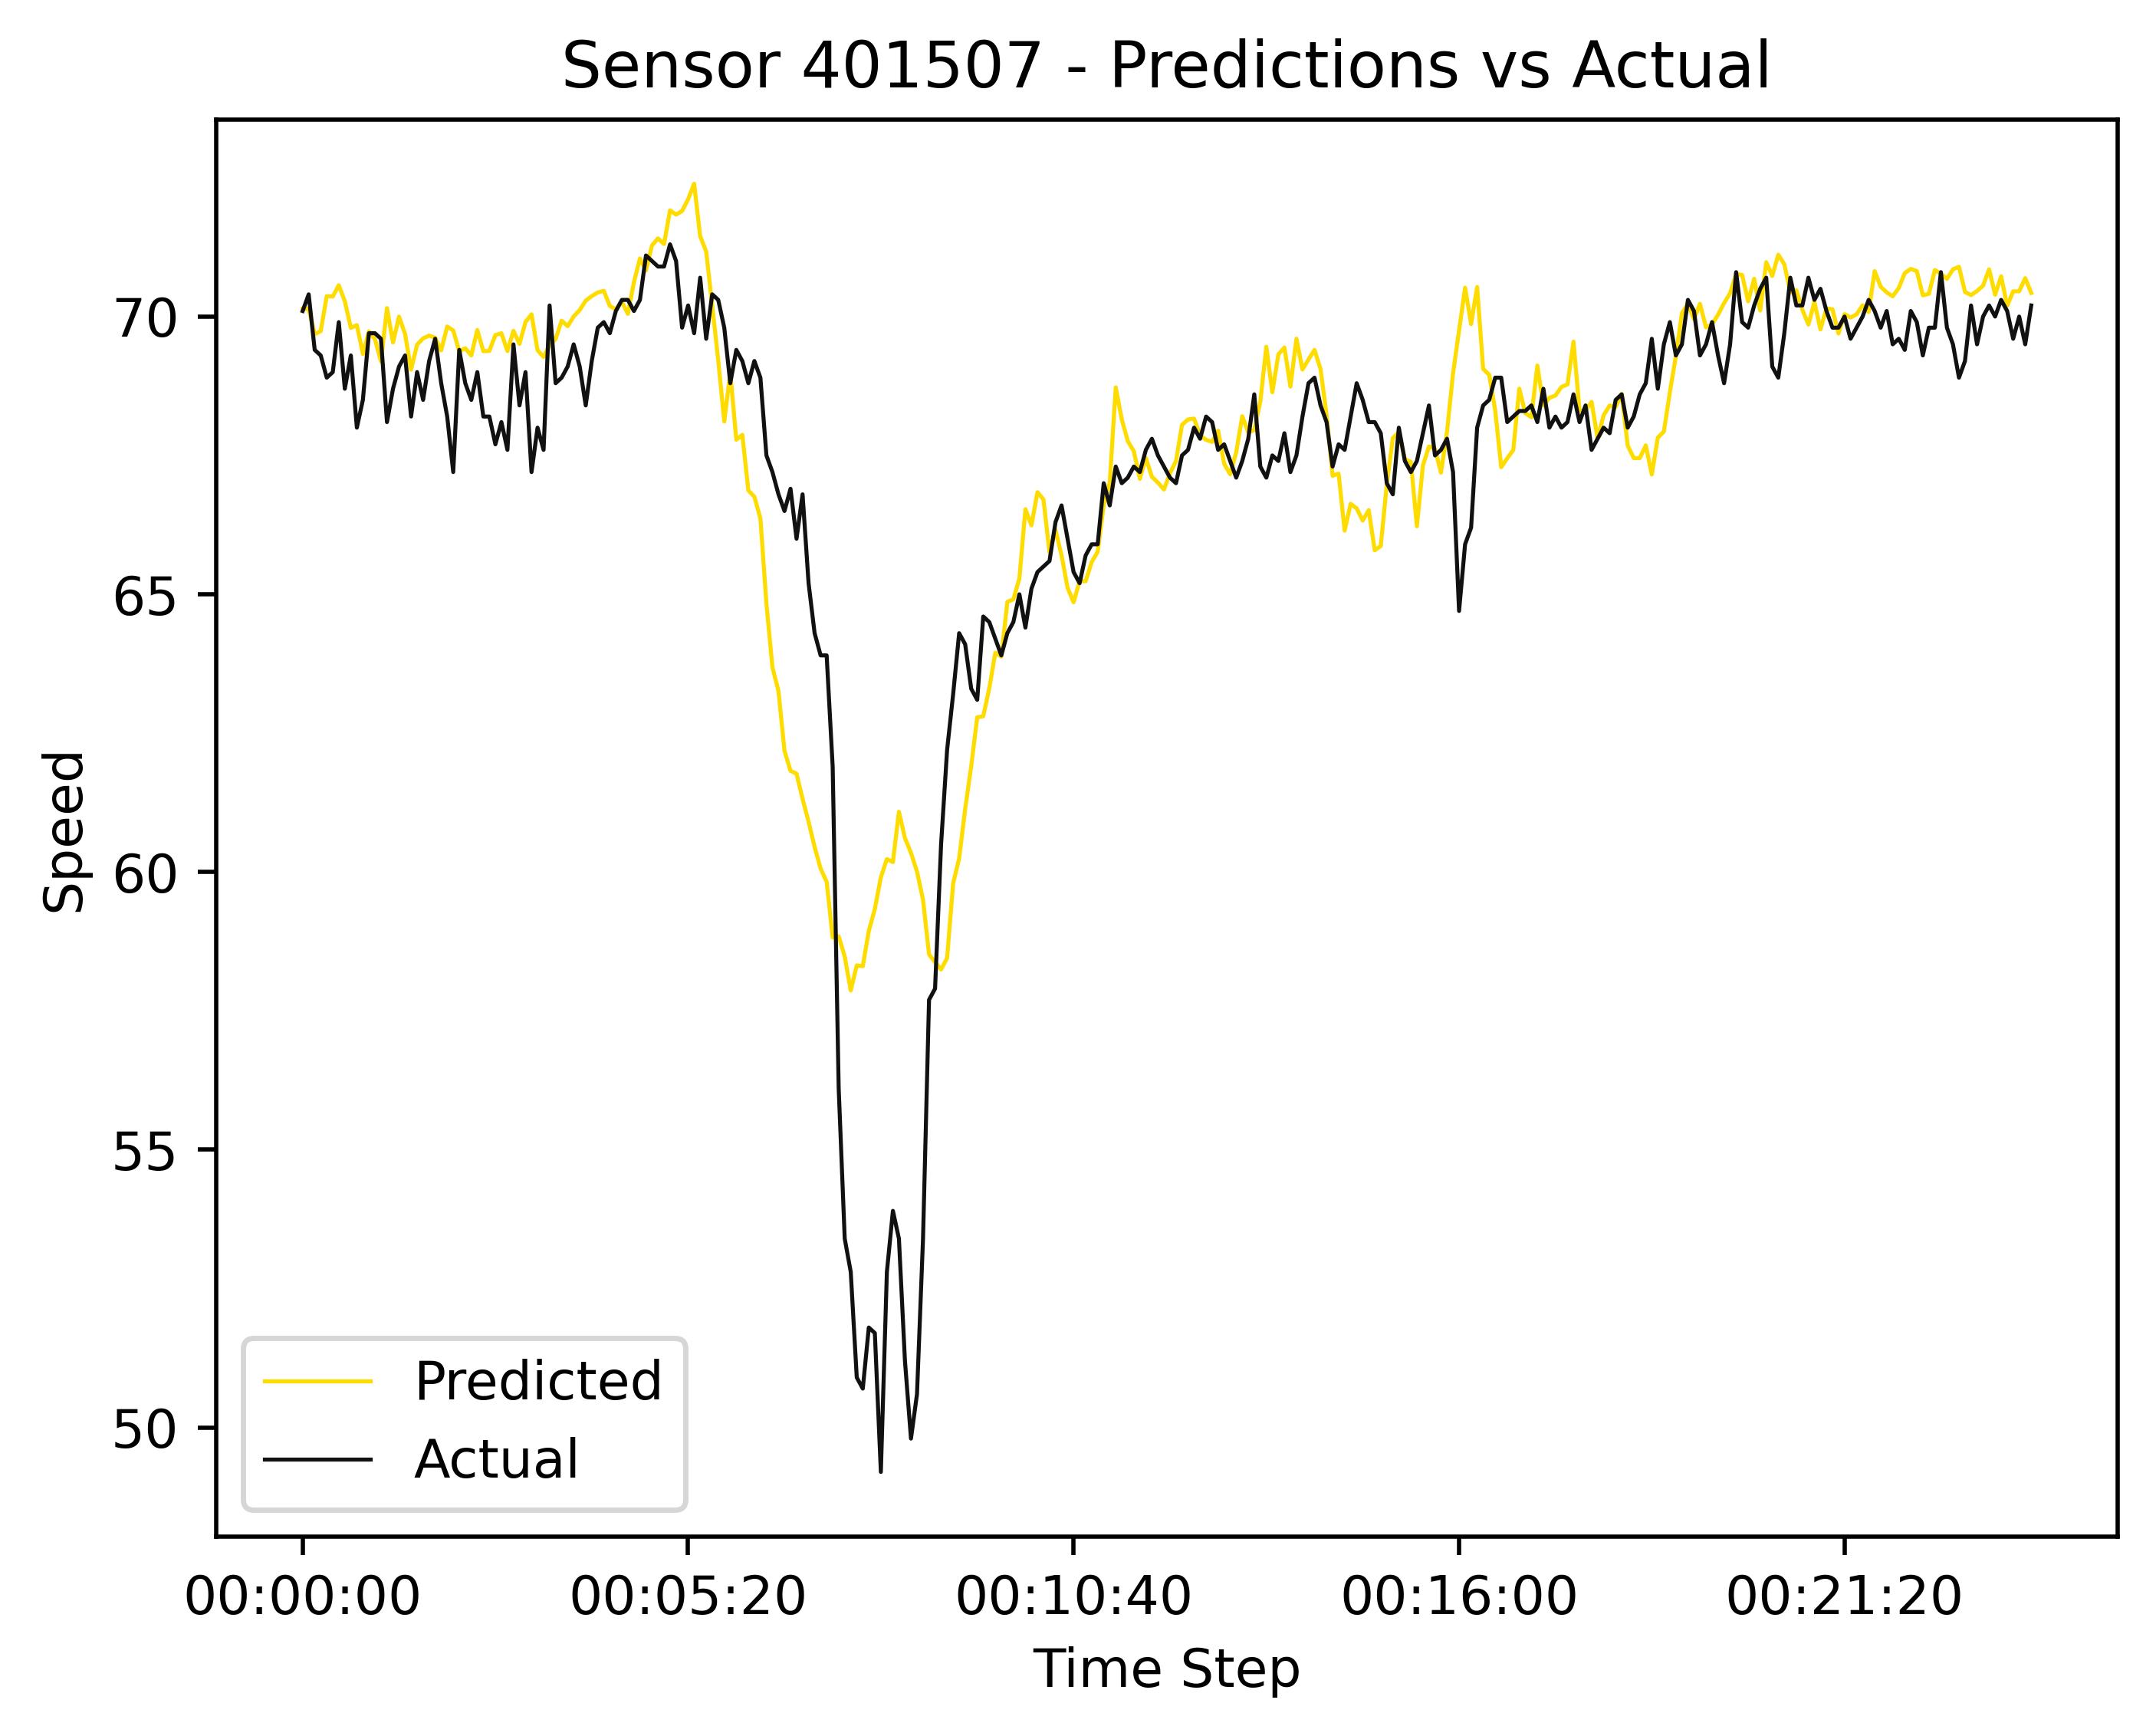 Sensor 401507 - Predictions vs Actual
70
65
60
55
50
Speed
Predicted
Actual
00:00:00 00:05:20 00:10:40 00:16:00 00:21:20
Time Step